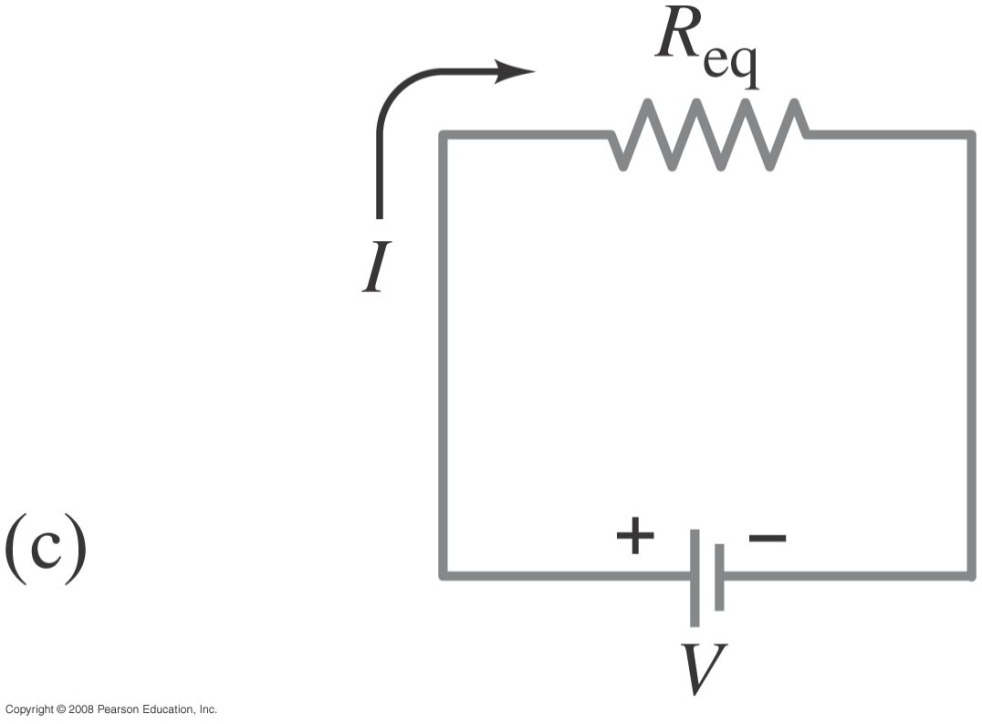 R_eq
I
+ −
(c)
V
Copyright © 2008 Pearson Education, Inc.